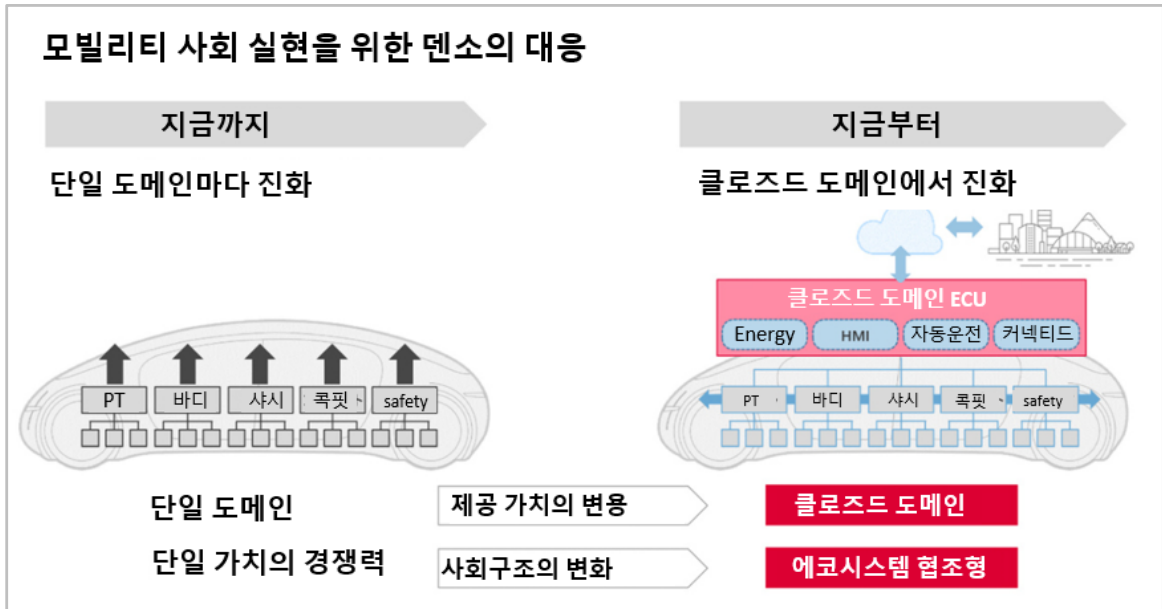 모빌리티 사회 실현을 위한 덴소의 대응
지금까지
지금부터
단일 도메인마다 진화
클로즈드 도메인에서 진화
클로즈드 도메인 ECU
Energy
HMI
자동운전
커넥티드
PT
바디
샤시
콕핏
safety
PT
바디
샤시
콕핏
safety
단일 도메인
제공 가치의 변용
클로즈드 도메인
단일 가치의 경쟁력
사회구조의 변화
에코시스템 협조형